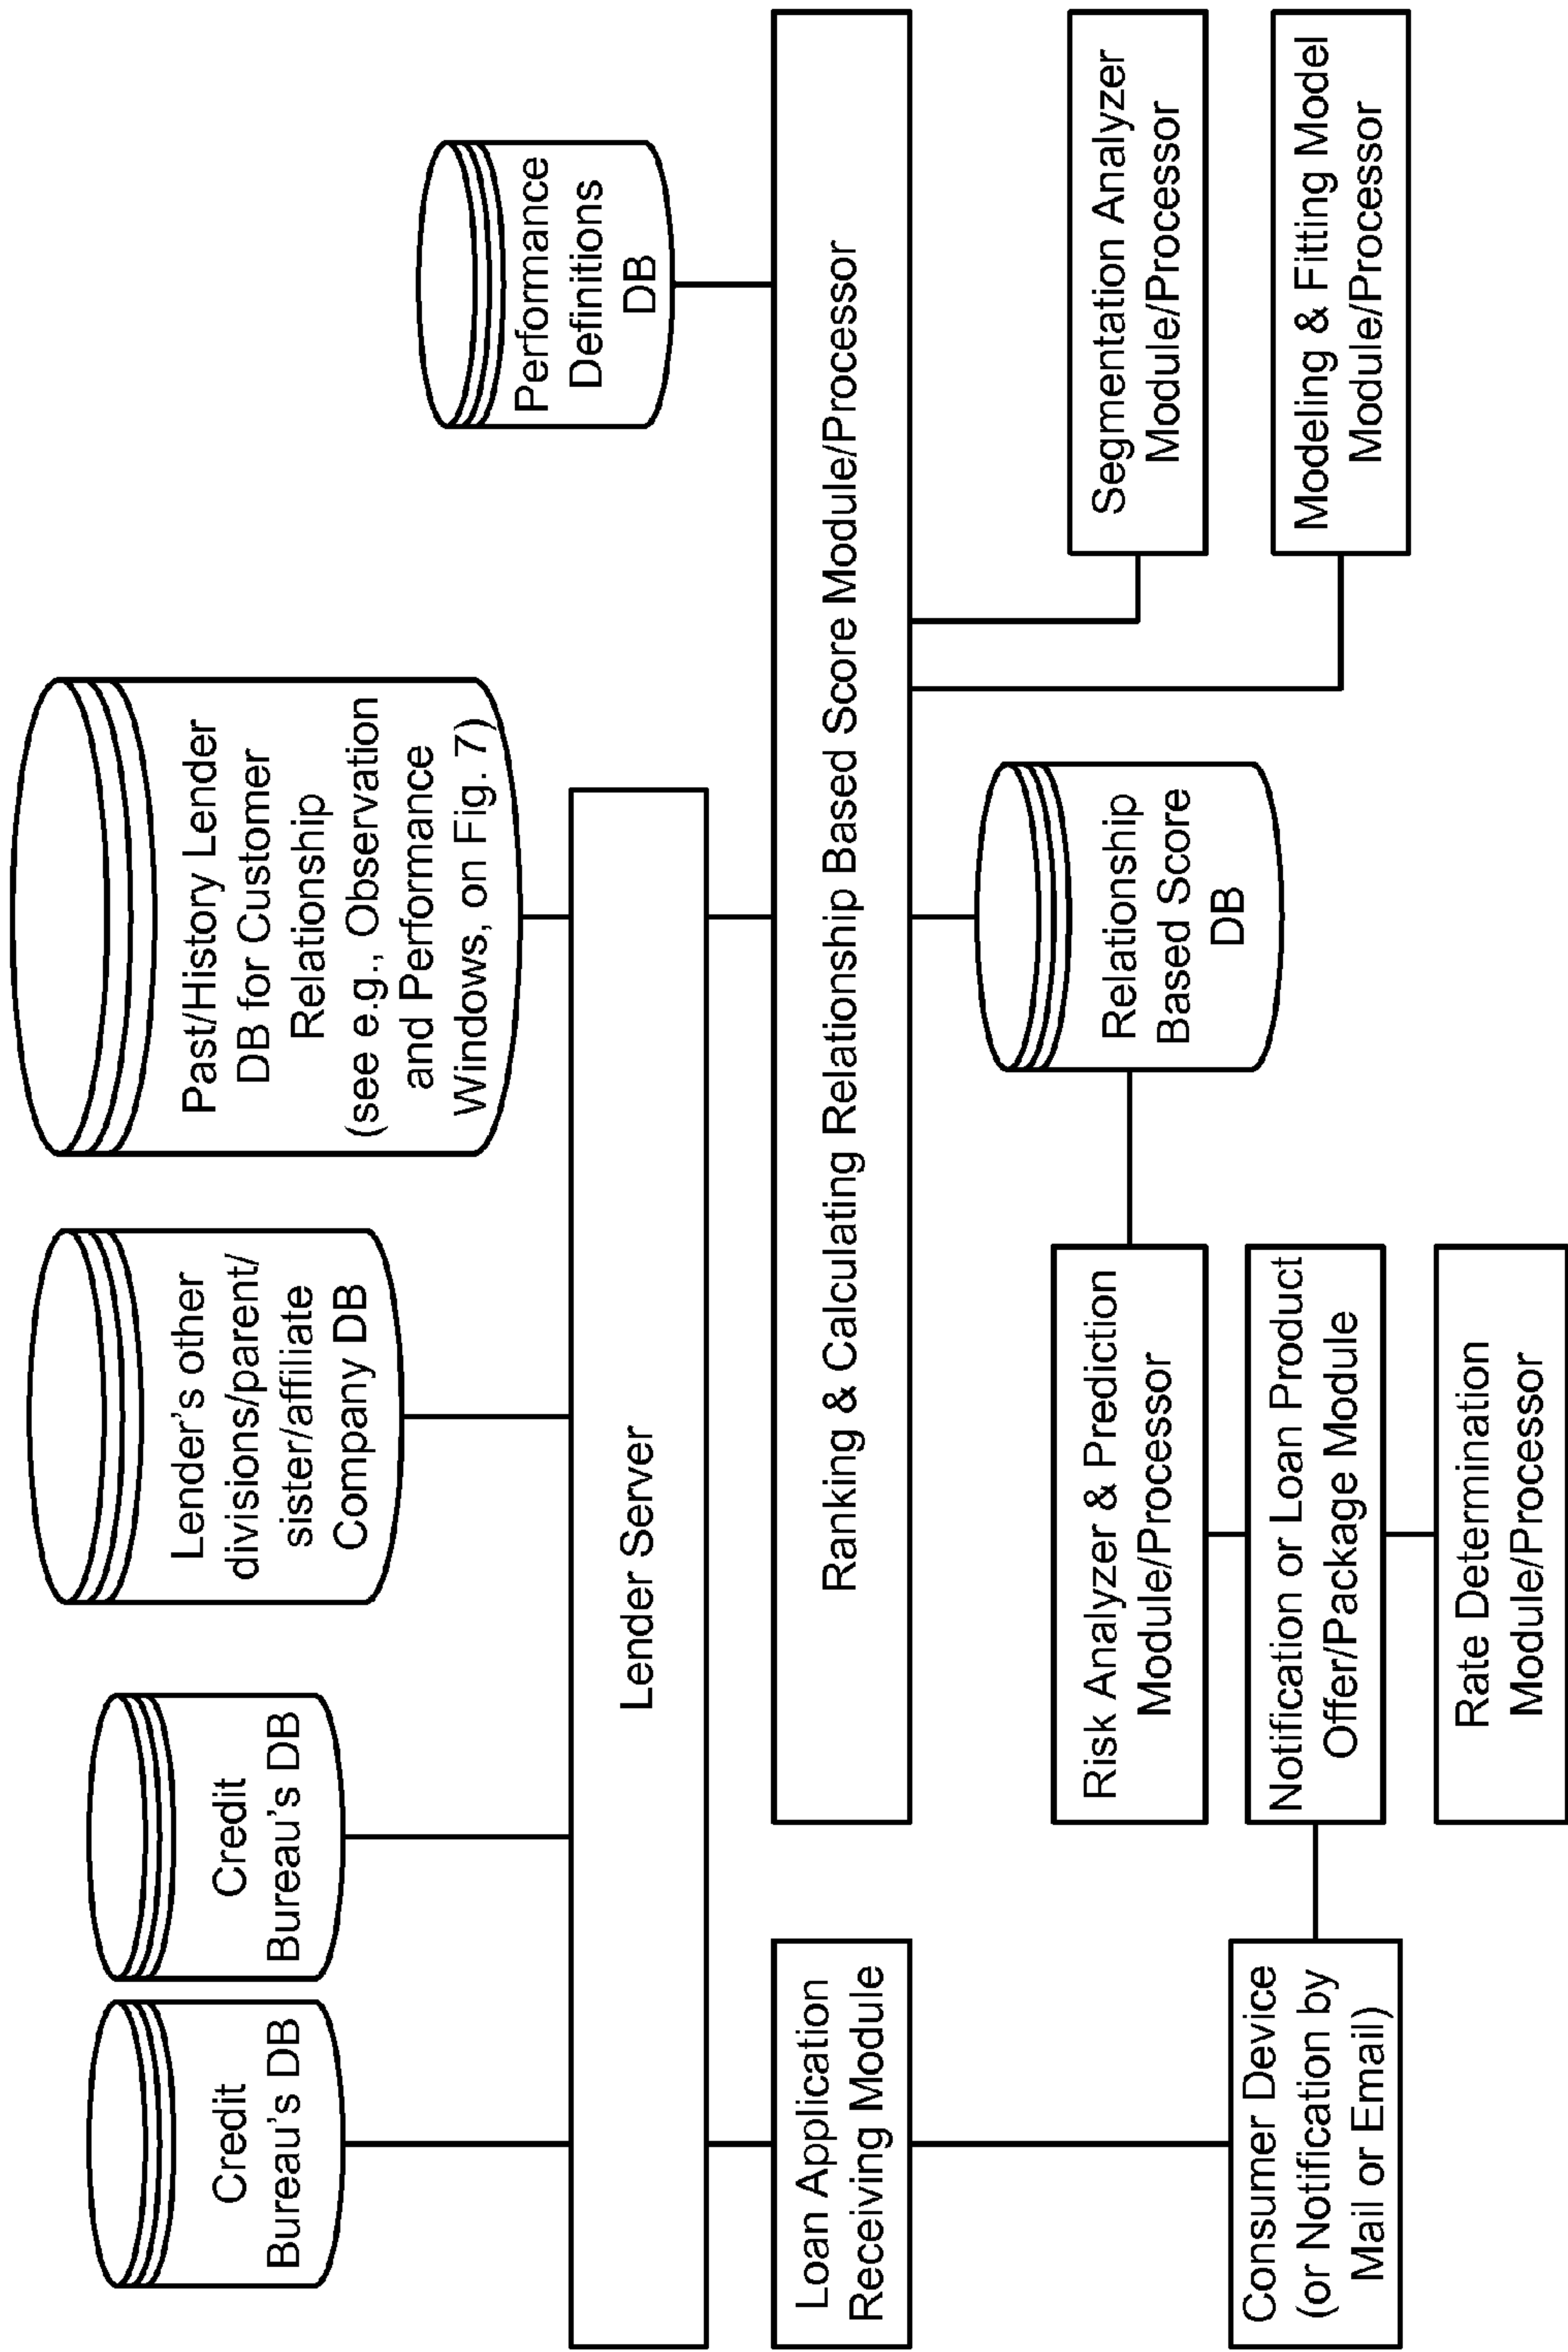 Credit
Bureau's DB
Credit
Bureau's DB
Lender's other
divisions/parent/
sister/affiliate
Company DB
Past/History Lender
DB for Customer
Relationship
(see e.g., Observation
and Performance
Windows, on Fig. 7)
Performance
Definitions
DB
Lender Server
Loan Application
Receiving Module
Ranking & Calculating Relationship Based Score Module/Processor
Consumer Device
(or Notification by
Mail or Email)
Risk Analyzer & Prediction
Module/Processor
Notification or Loan Product
Offer/Package Module
Rate Determination
Module/Processor
Relationship
Based Score
DB
Segmentation Analyzer
Module/Processor
Modeling & Fitting Model
Module/Processor